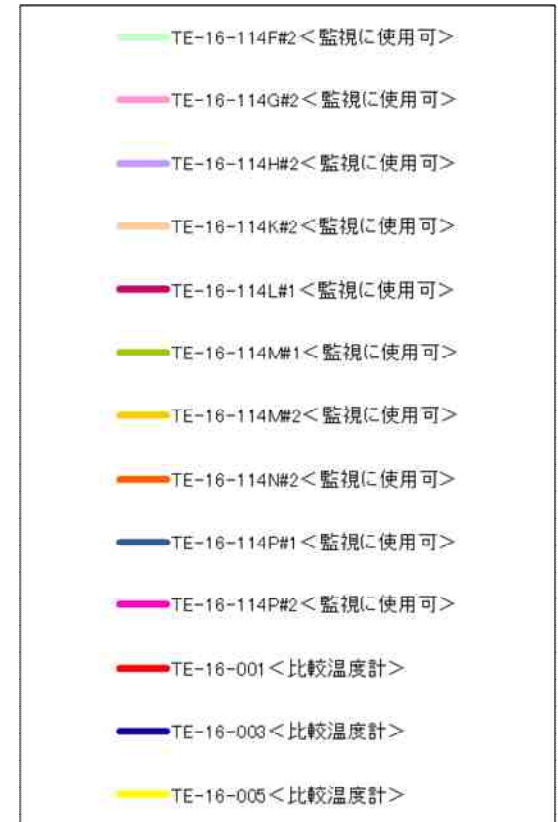 TE-16-114F#2＜監視に使用可＞
TE-16-114G#2＜監視に使用可＞
TE-16-114H#2＜監視に使用可＞
TE-16-114K#2＜監視に使用可＞
TE-16-114L#1＜監視に使用可＞
TE-16-114M#1＜監視に使用可＞
TE-16-114M#2＜監視に使用可＞
TE-16-114N#2＜監視に使用可＞
TE-16-114P#1＜監視に使用可＞
TE-16-114P#2＜監視に使用可＞
TE-16-001＜比較温度計＞
TE-16-003＜比較温度計＞
TE-16-005＜比較温度計＞